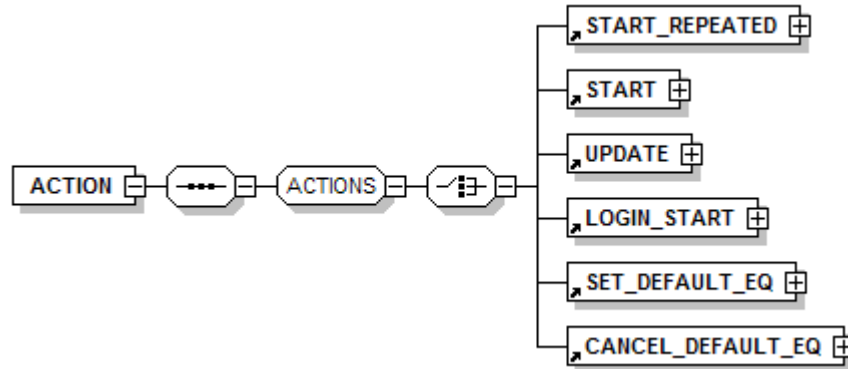 START_REPEATED
START
UPDATE
ACTION
ACTIONS
LOGIN_START
SET_DEFAULT_EQ
CANCEL_DEFAULT_EQ